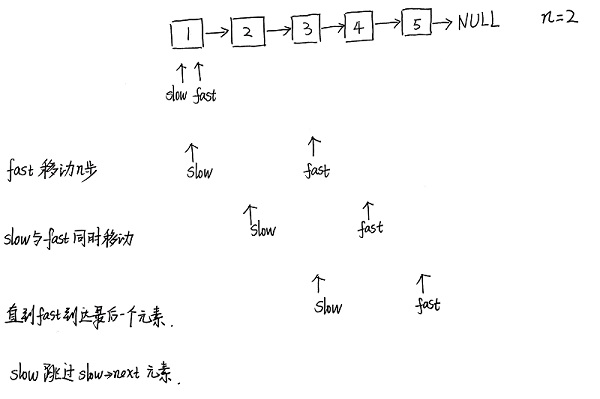 1 → 2 → 3 → 4 → 5 → NULL n=2
slow fast
fast 移动n步 slow fast
slow与fast同时移动 slow fast
直到fast到达最后一个元素. slow fast
slow 跳过 slow→next 元素.